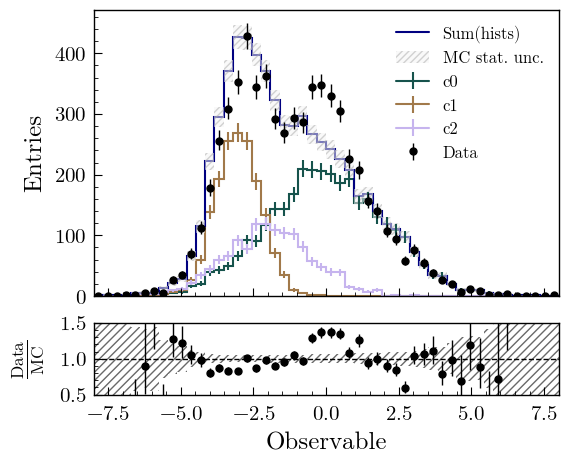 400
300
200
100
0
Entries
Sum(hists)
MC stat. unc.
c0
c1
c2
Data
1.5
1.0
0.5
Data
MC
−7.5 −5.0 −2.5 0.0 2.5 5.0 7.5
Observable